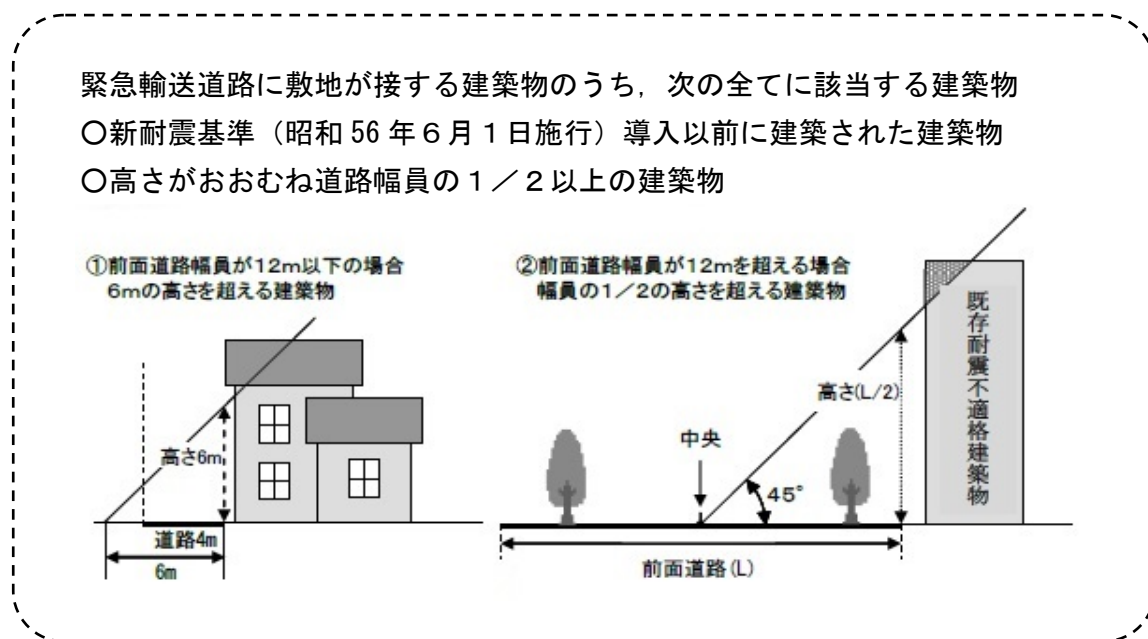 緊急輸送道路に敷地が接する建築物のうち，次の全てに該当する建築物
○新耐震基準（昭和 56 年６月１日施行）導入以前に建築された建築物
○高さがおおむね道路幅員の１／２以上の建築物
①前面道路幅員が12m以下の場合
6mの高さを超える建築物
②前面道路幅員が12mを超える場合
幅員の1／2の高さを超える建築物
高さ6m
道路4m
6m
中央
45°
高さ(L/2)
前面道路(L)
既存耐震不適格建築物